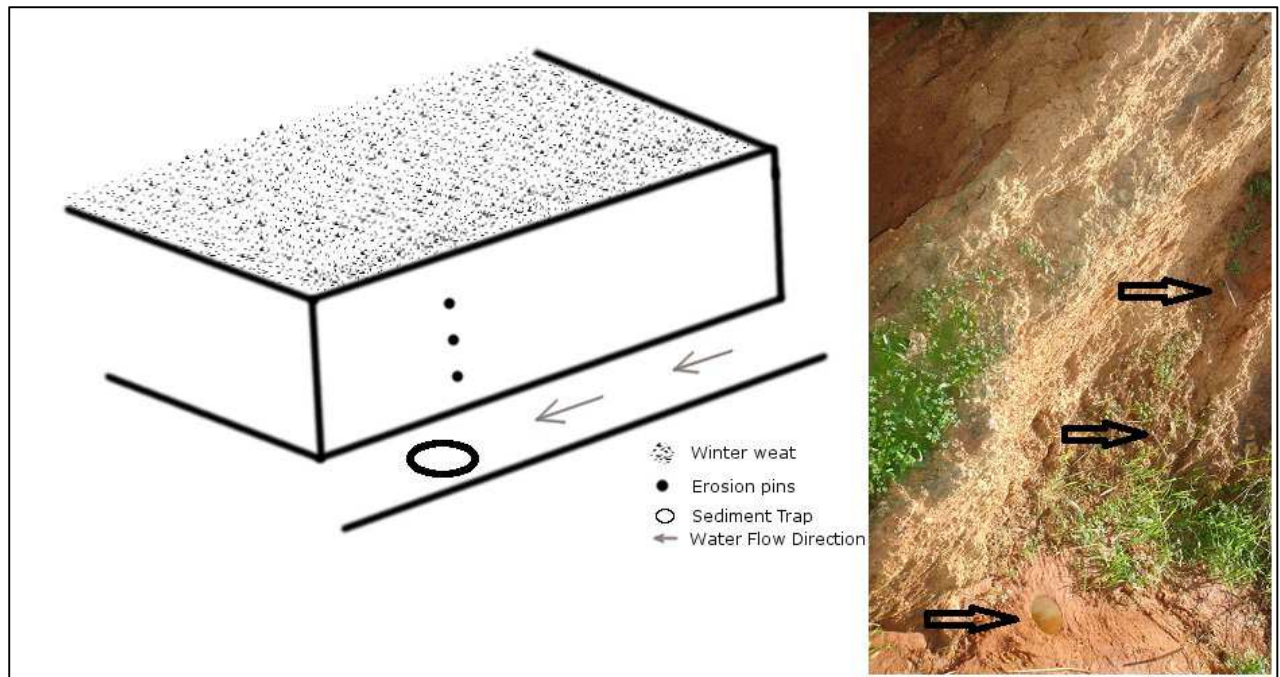 Winter weat
Erosion pins
Sediment Trap
Water Flow Direction